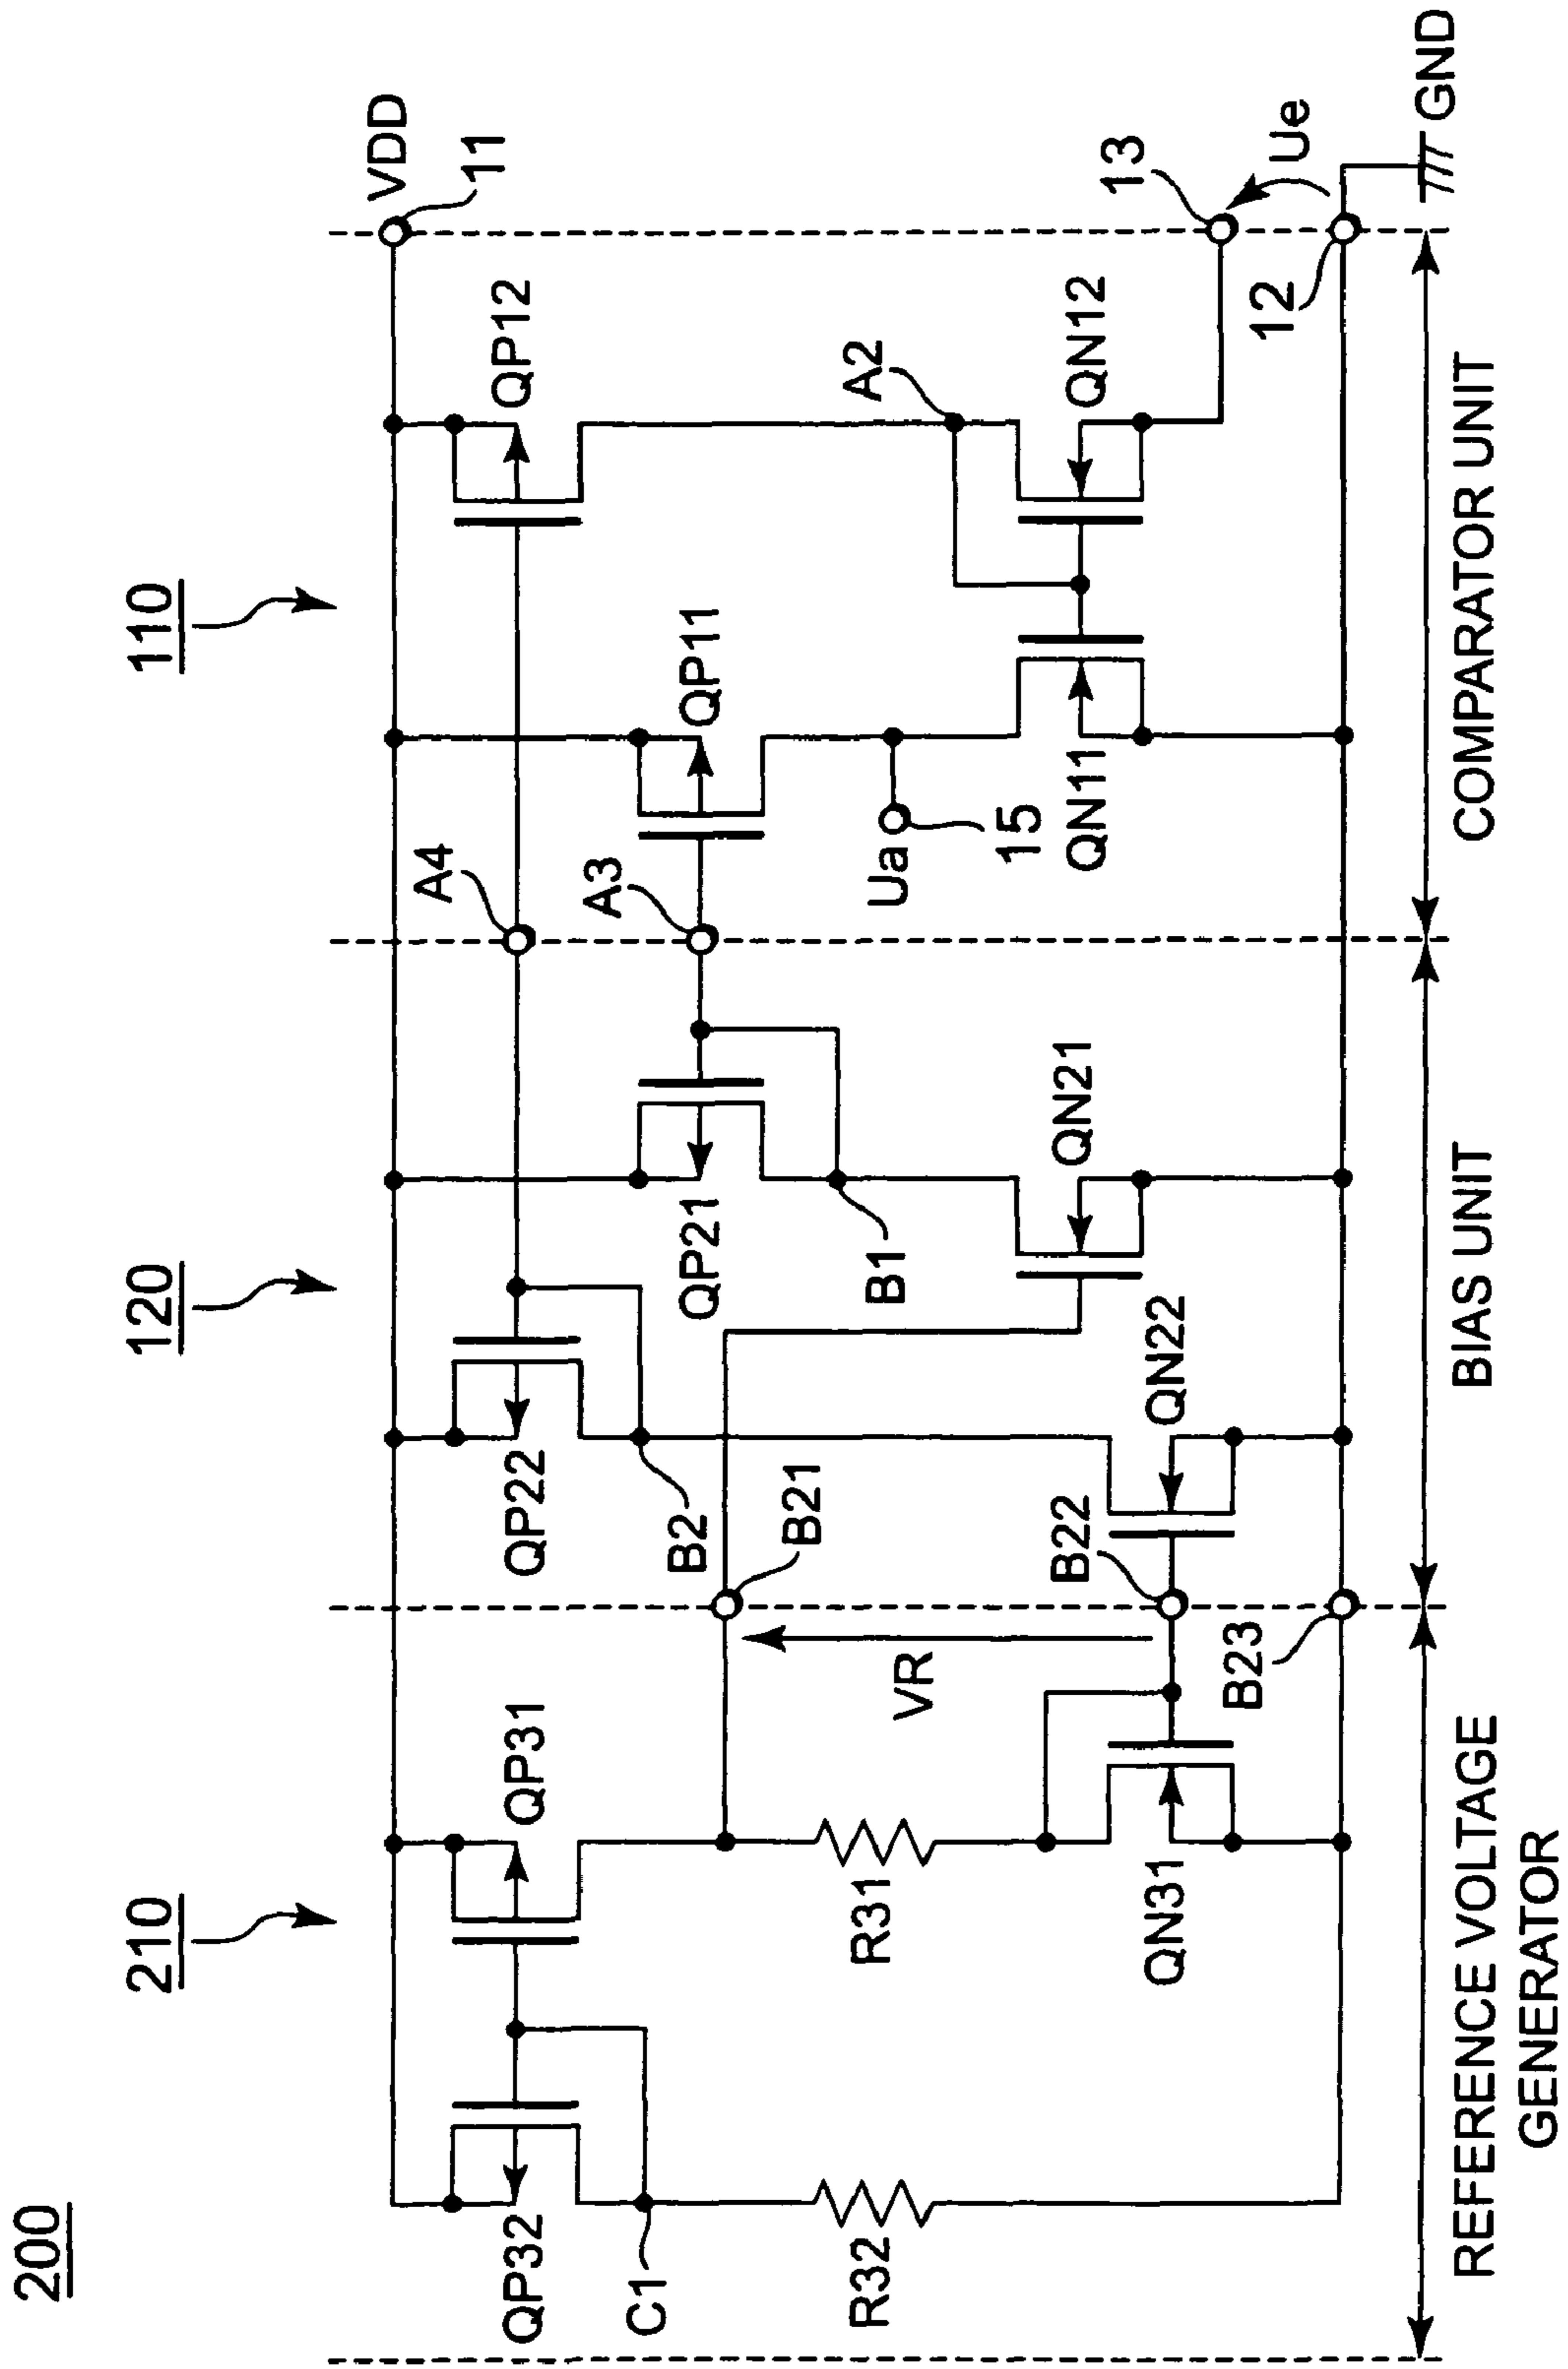 200
210
120
110
VDD
11
QP32
QP31
QP22
QP12
A4
QP21
QP11
A3
C1
B2
B21
B1
Ua
15
A2
R32
R31
VR
B22
QN31
QN22
QN21
QN11
QN12
13
B23
12
Ue
GND
REFERENCE VOLTAGE
GENERATOR
BIAS UNIT
COMPARATOR UNIT